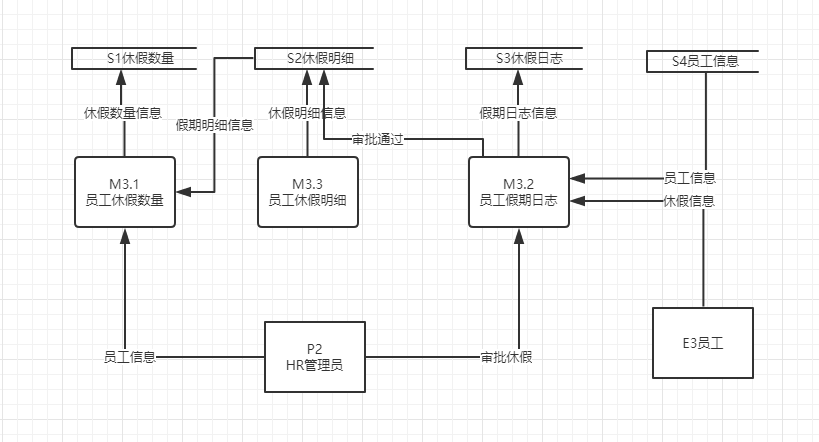 S1休假数量
S2休假明细
S3休假日志
S4员工信息
休假数量信息
假期明细信息
休假明细信息
审批通过
假期日志信息
M3.1
员工休假数量
M3.3
员工休假明细
M3.2
员工假期日志
员工信息
休假信息
员工信息
P2
HR管理员
审批休假
E3员工